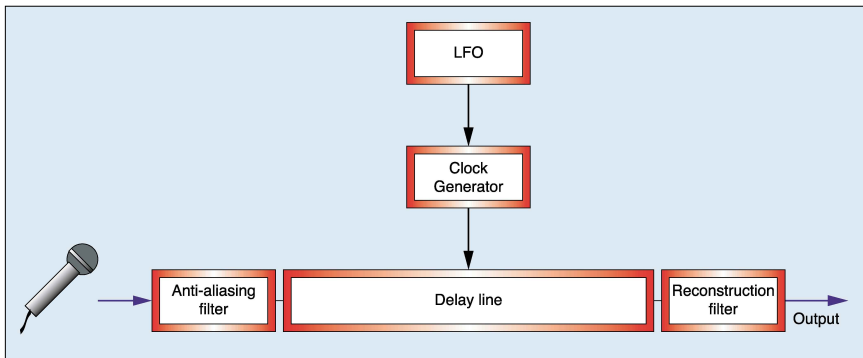 LFO
Clock
Generator
Anti-aliasing
filter
Delay line
Reconstruction
filter
Output